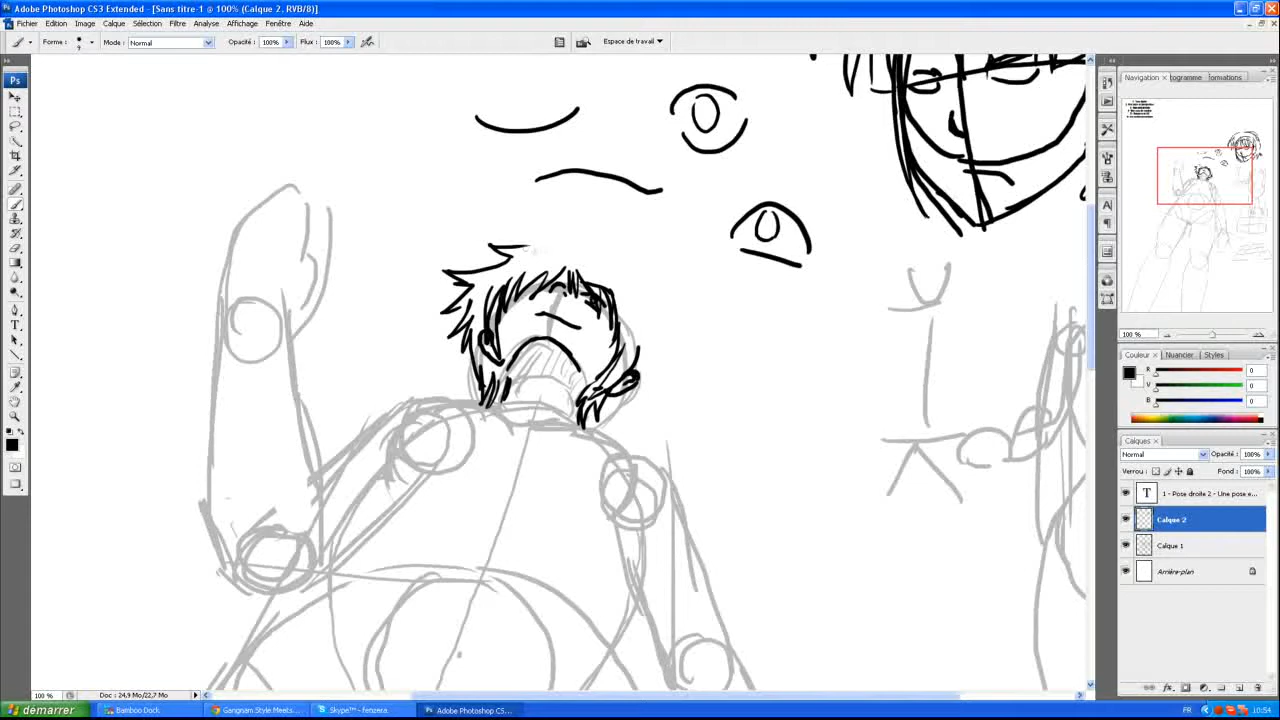 Adobe Photoshop CS3 Extended - [Sans titre-1 @ 100% (Calque 2, RVB/8)]
Fichier Edition Image Calque Sélection Filtre Analyse Affichage Fenêtre Aide
Forme : Mode : Normal Opacité : 100% Flux : 100% Espace de travail
Ps
Navigation togramme formations
100 %
Couleur Nuancier Styles
R 0
V 0
B 0
Calques
Normal Opacité : 100%
Verrou : Fond : 100%
T 1 - Pose droite 2 - Une pose e...
Calque 2
Calque 1
Arrière-plan
100 % Doc : 24,9 Mo/22,7 Mo
démarrer Bamboo Dock Gangnam Style Meets... Skype™ - fenzera. Adobe Photoshop CS... FR 10:54